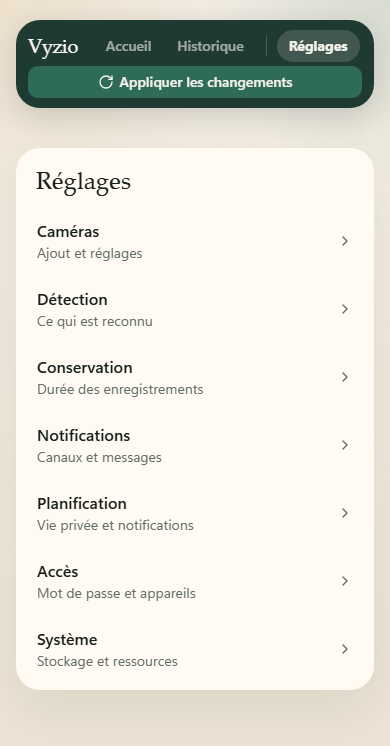 Vyzio Accueil Historique Réglages
Appliquer les changements
Réglages
Caméras
Ajout et réglages
Détection
Ce qui est reconnu
Conservation
Durée des enregistrements
Notifications
Canaux et messages
Planification
Vie privée et notifications
Accès
Mot de passe et appareils
Système
Stockage et ressources